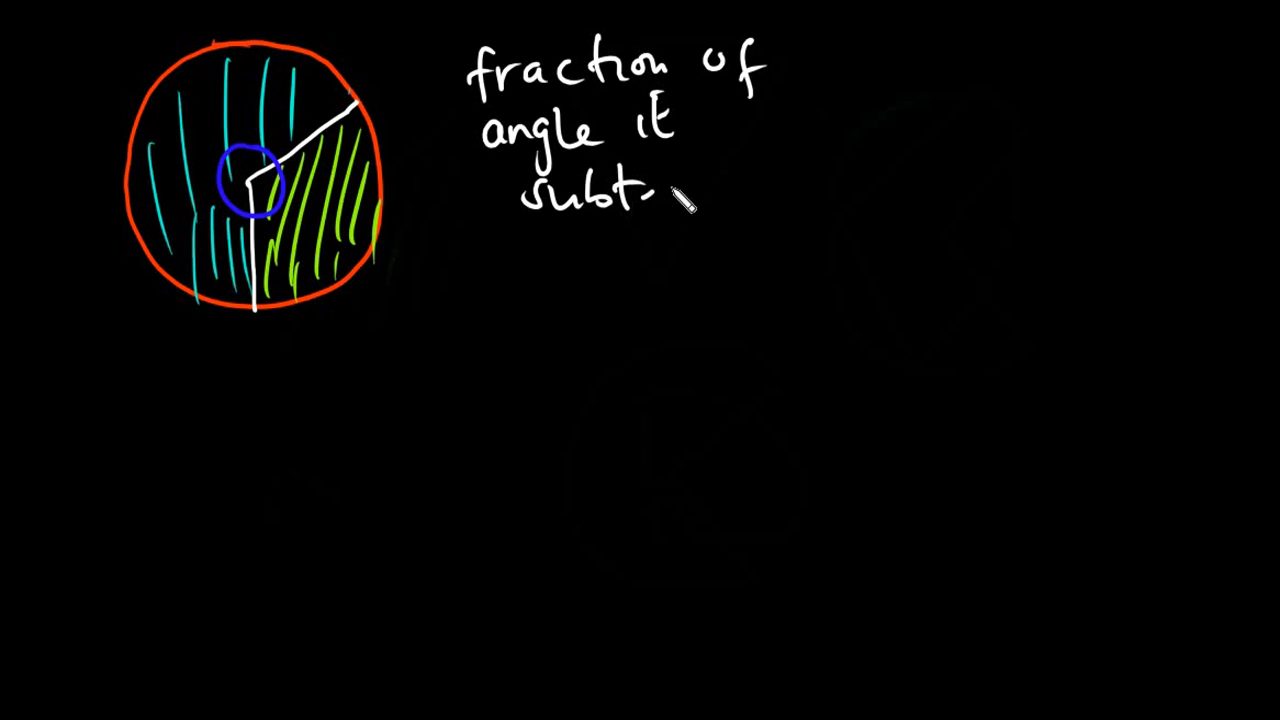 fraction of
angle it
subt